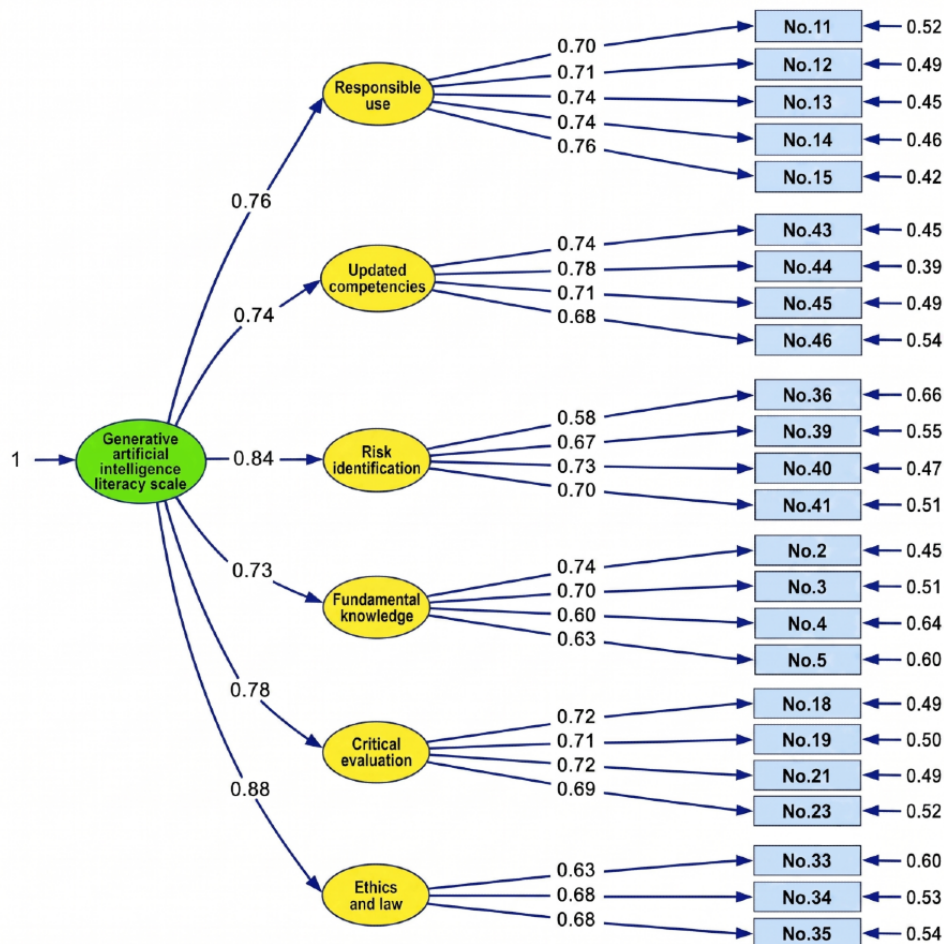 0.70
0.71
0.74
0.74
0.76
Responsible
use
No.11
0.52
No.12
0.49
No.13
0.45
No.14
0.46
No.15
0.42
0.76
0.74
0.78
0.71
0.68
Updated
competencies
No.43
0.45
No.44
0.39
No.45
0.49
No.46
0.54
0.74
1
Generative
artificial
intelligence
literacy scale
0.84
Risk
identification
0.58
0.67
0.73
0.70
No.36
0.66
No.39
0.55
No.40
0.47
No.41
0.51
0.73
Fundamental
knowledge
0.74
0.70
0.60
0.63
No.2
0.45
No.3
0.51
No.4
0.64
No.5
0.60
0.78
Critical
evaluation
0.72
0.71
0.72
0.69
No.18
0.49
No.19
0.50
No.21
0.49
No.23
0.52
0.88
Ethics
and law
0.63
0.68
0.68
No.33
0.60
No.34
0.53
No.35
0.54